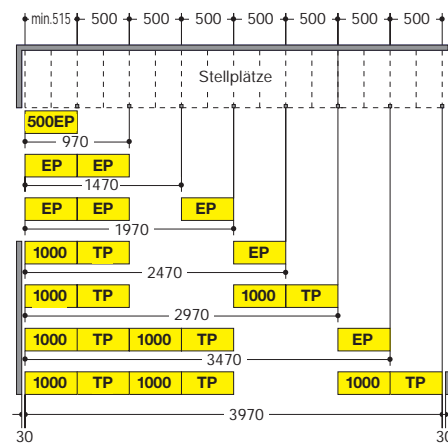 min.515 500 500 500 500 500 500 500
Stellplätze
500EP
970
EP EP
1470
EP EP EP
1970
1000 TP EP
2470
1000 TP 1000 TP
2970
1000 TP 1000 TP EP
3470
1000 TP 1000 TP 1000 TP
3970
30 30